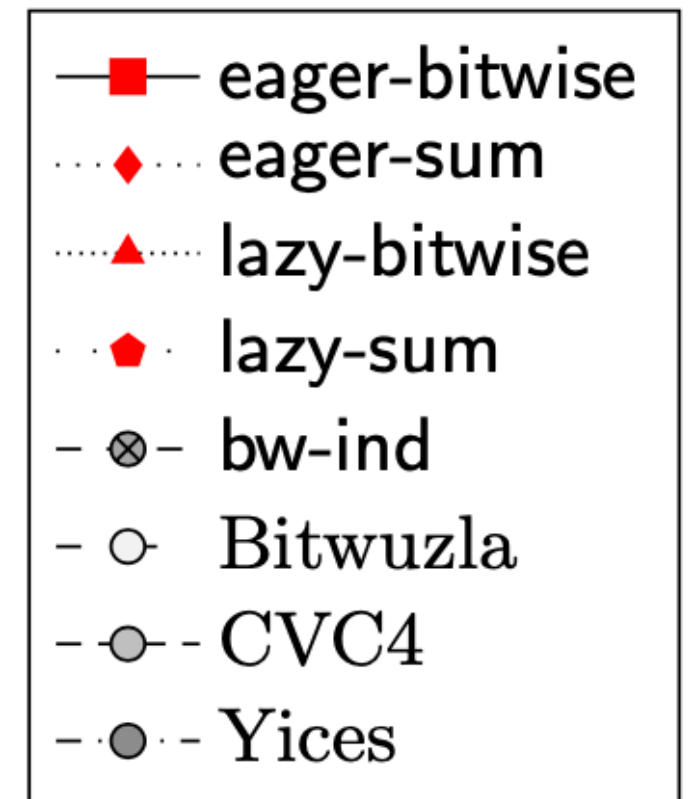 eager-bitwise
eager-sum
lazy-bitwise
lazy-sum
bw-ind
Bitwuzla
CVC4
Yices